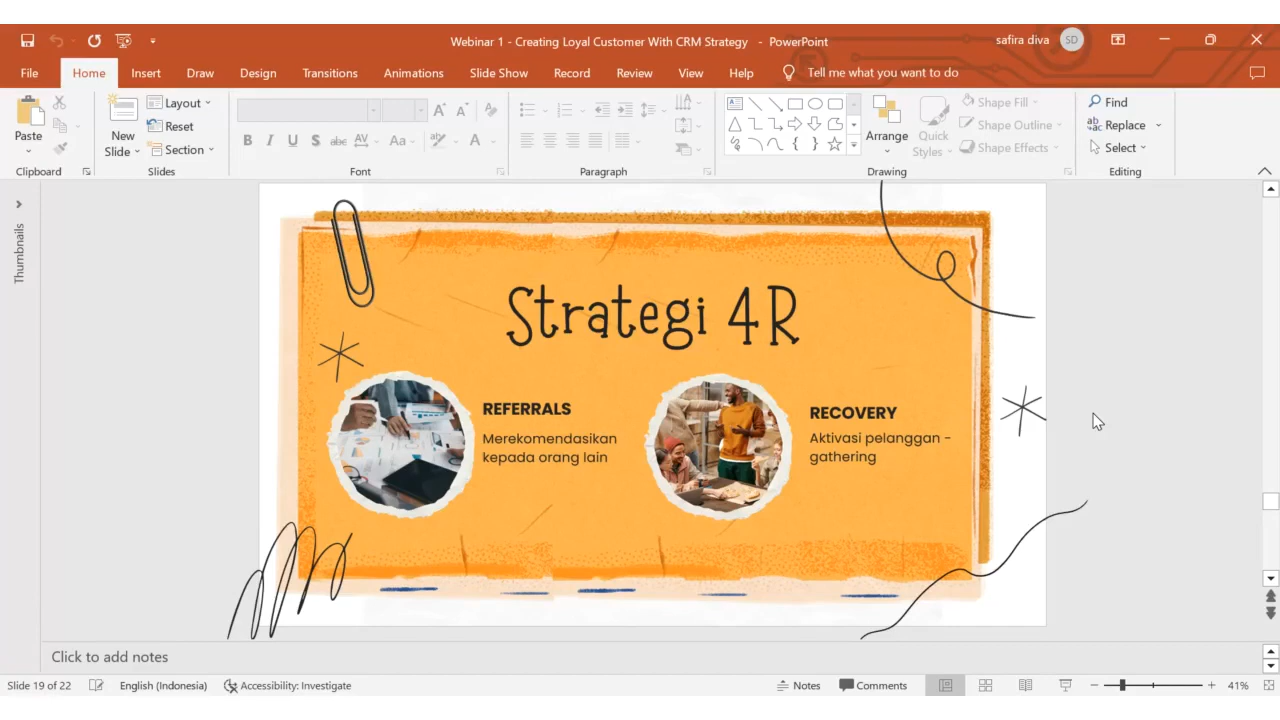 Webinar 1 - Creating Loyal Customer With CRM Strategy - PowerPoint
safira diva
SD
File
Home
Insert
Draw
Design
Transitions
Animations
Slide Show
Record
Review
View
Help
Tell me what you want to do
Paste
Clipboard
New
Slide
Layout
Reset
Section
Slides
B I U S abc AV Aa A
Font
Paragraph
Arrange
Quick
Styles
Shape Fill
Shape Outline
Shape Effects
Drawing
Find
Replace
Select
Editing
Thumbnails
Strategi 4R
REFERRALS
Merekomendasikan
kepada orang lain
RECOVERY
Aktivasi pelanggan -
gathering
Click to add notes
Slide 19 of 22
English (Indonesia)
Accessibility: Investigate
Notes
Comments
41%